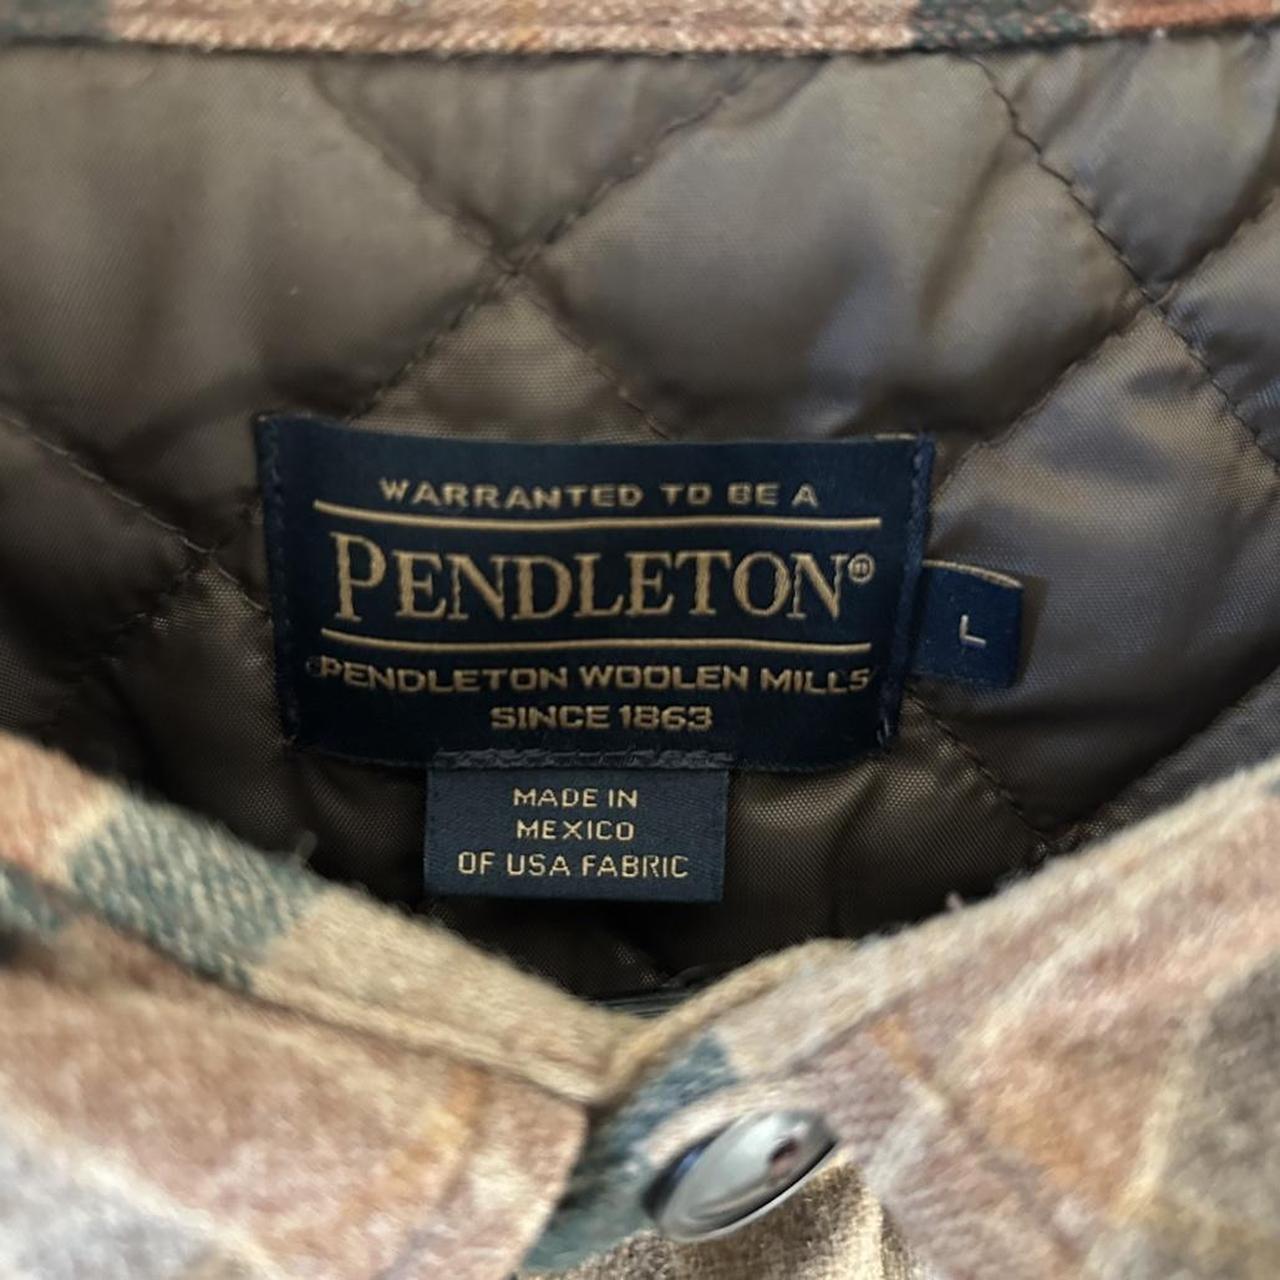 WARRANTED TO BE A
PENDLETON®
PENDLETON WOOLEN MILLS
SINCE 1863
L
MADE IN
MEXICO
OF USA FABRIC